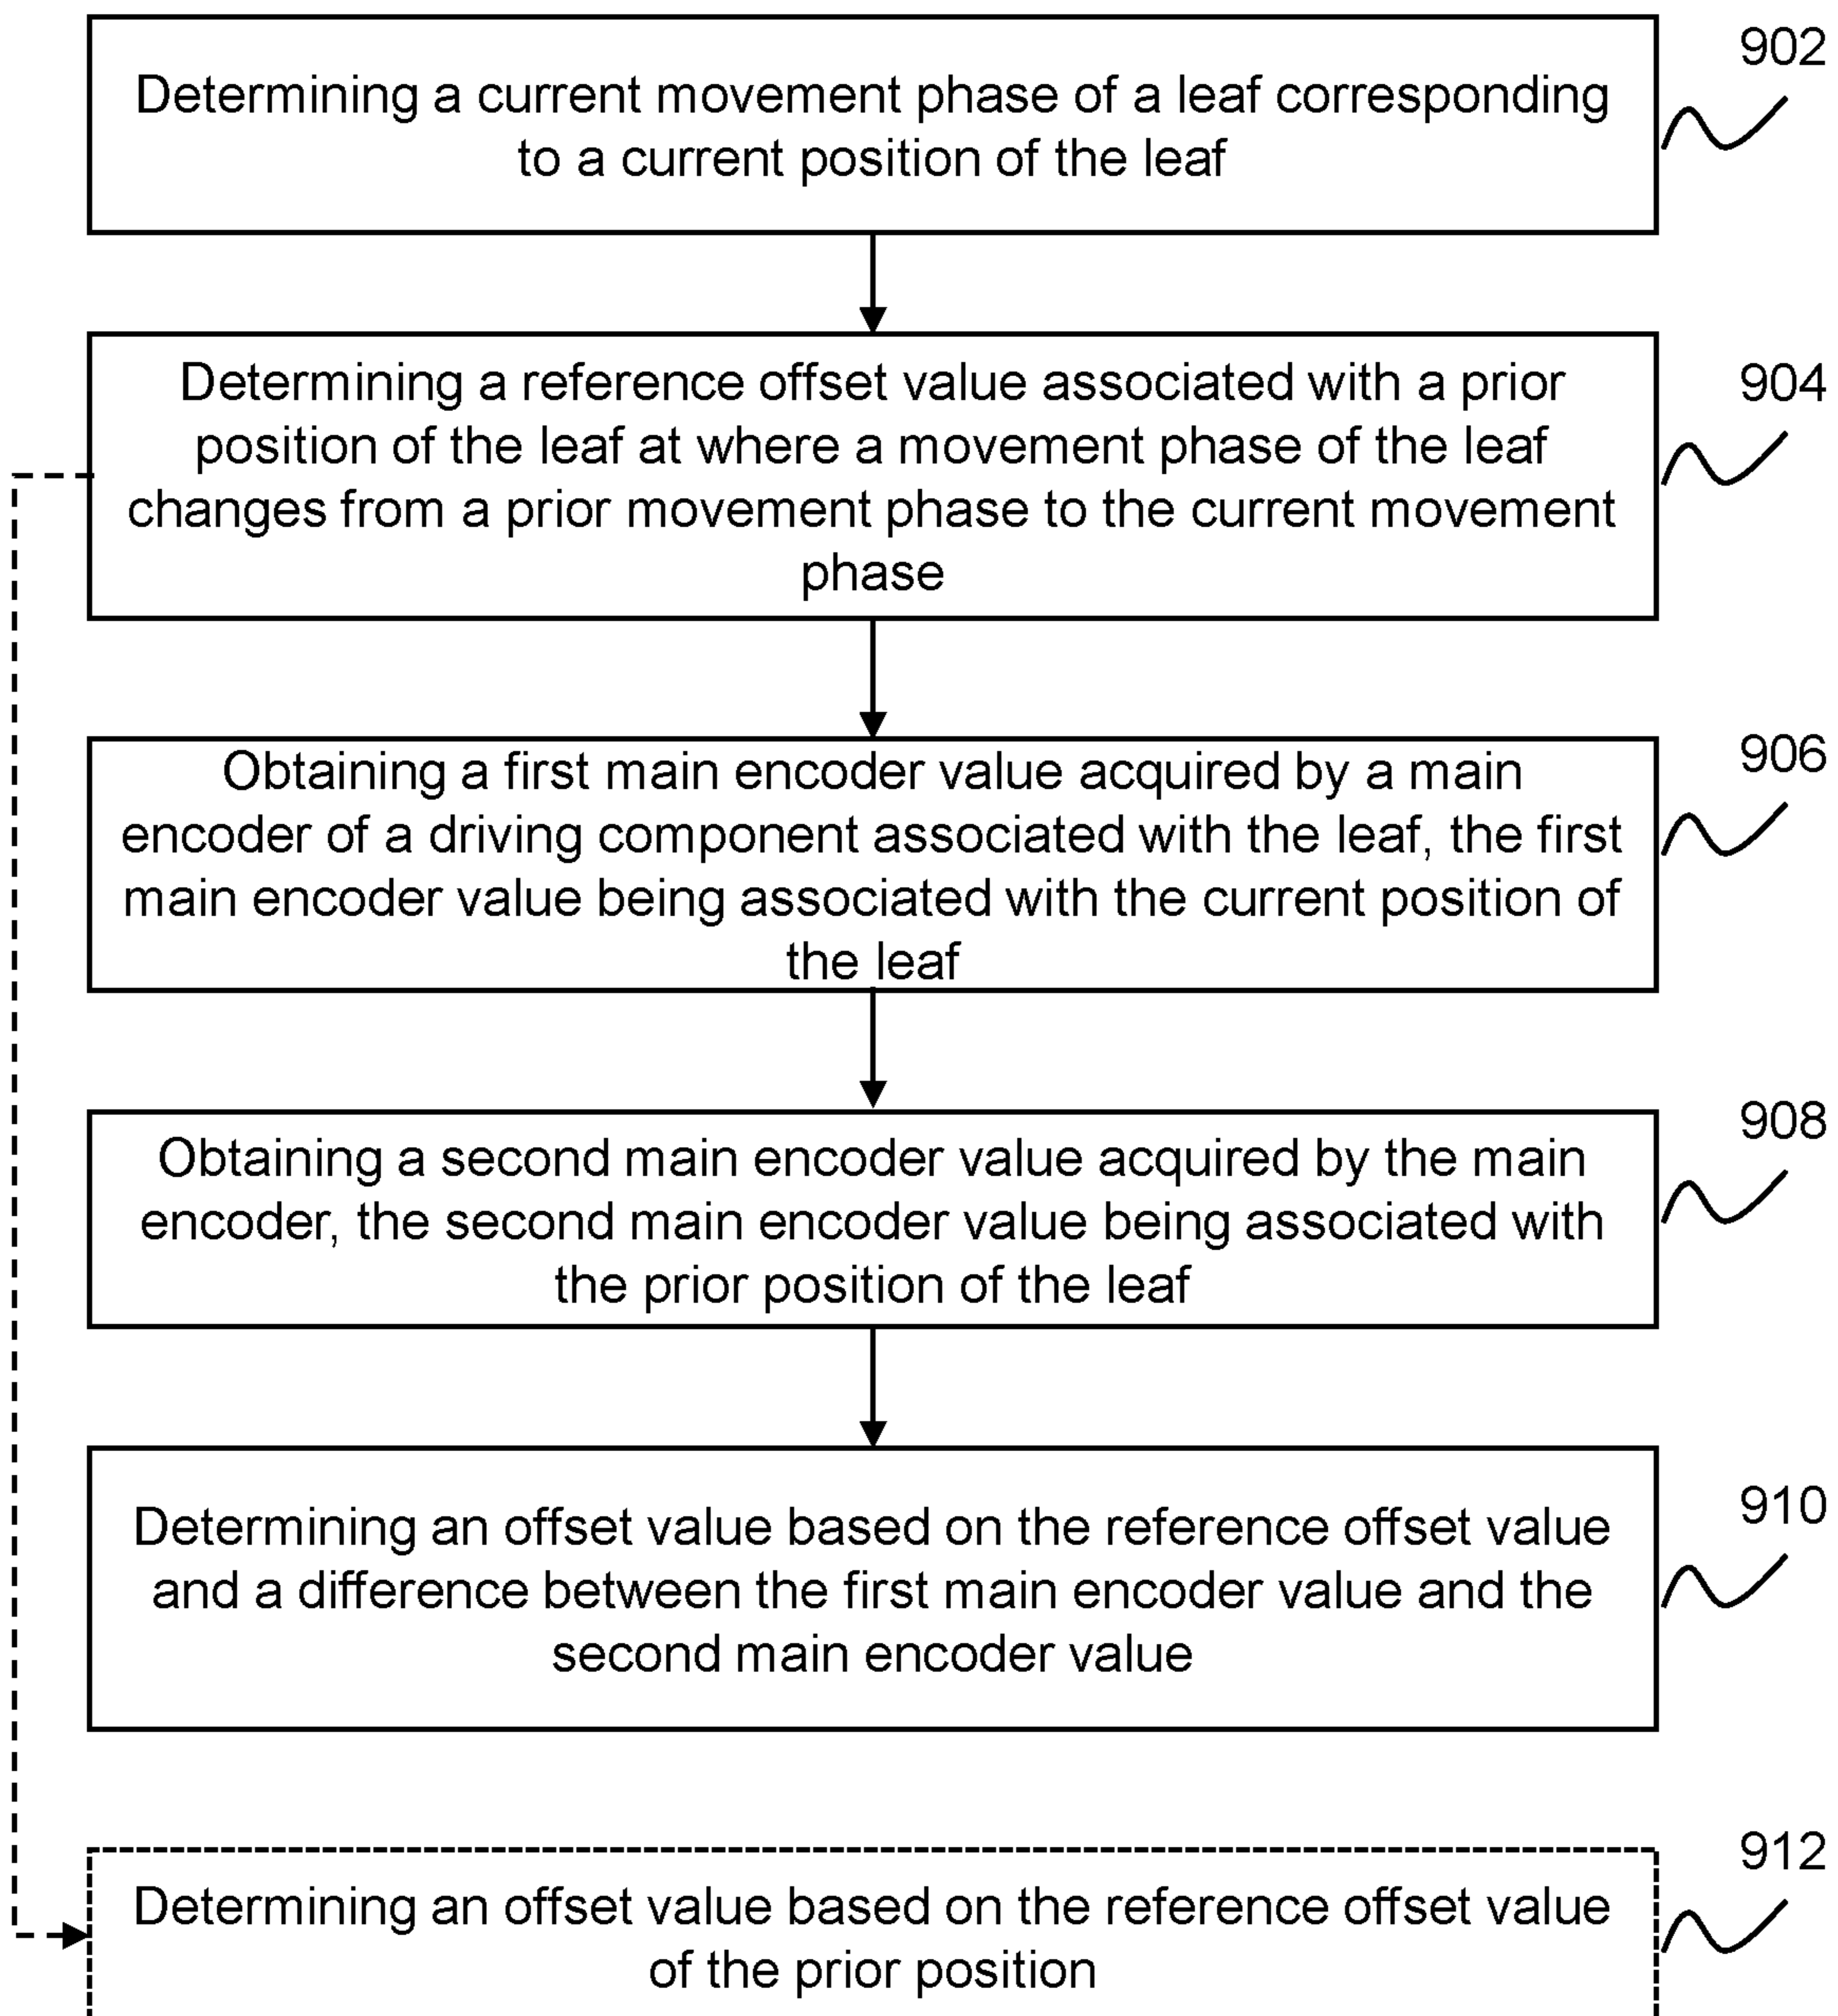 902
Determining a current movement phase of a leaf corresponding
to a current position of the leaf
904
Determining a reference offset value associated with a prior
position of the leaf at where a movement phase of the leaf
changes from a prior movement phase to the current movement
phase
906
Obtaining a first main encoder value acquired by a main
encoder of a driving component associated with the leaf, the first
main encoder value being associated with the current position of
the leaf
908
Obtaining a second main encoder value acquired by the main
encoder, the second main encoder value being associated with
the prior position of the leaf
910
Determining an offset value based on the reference offset value
and a difference between the first main encoder value and the
second main encoder value
912
Determining an offset value based on the reference offset value
of the prior position